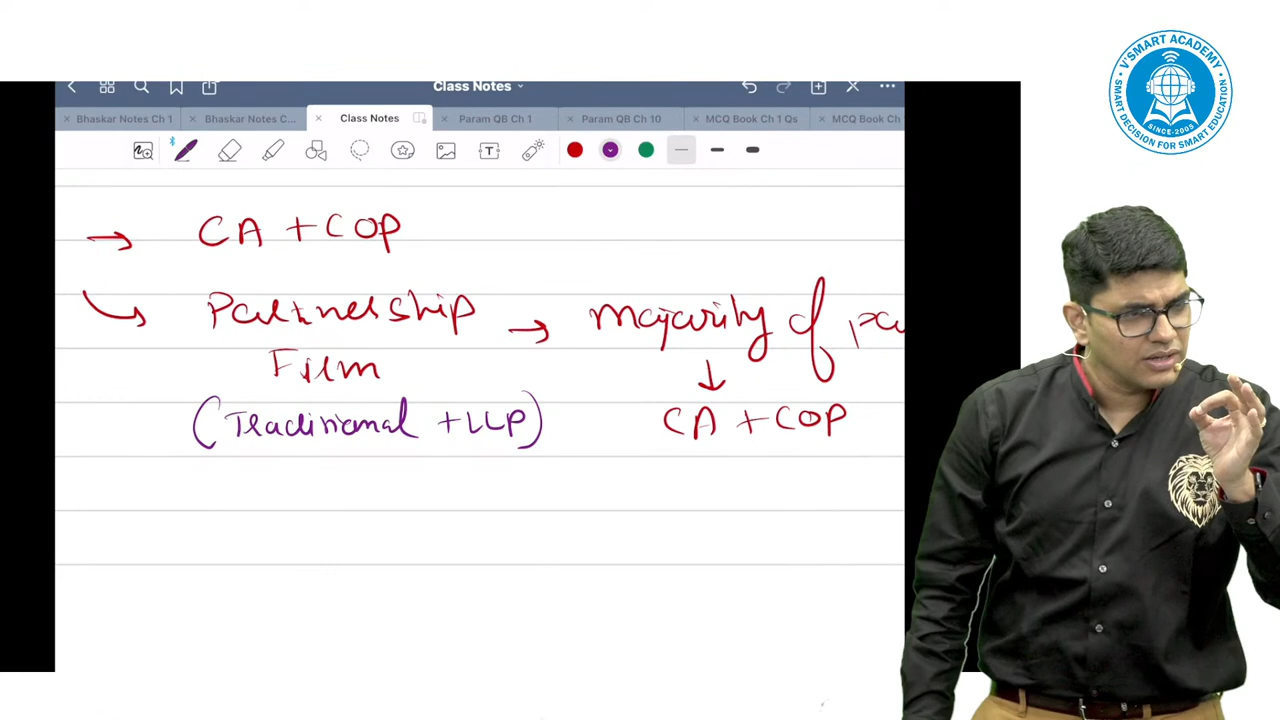 V'SMART ACADEMY
SMART DECISION FOR SMART EDUCATION
SINCE-2005
Class Notes
Bhaskar Notes Ch 1
Bhaskar Notes C...
Class Notes
Param QB Ch 1
Param QB Ch 10
MCQ Book Ch 1 Qs
MCQ Book Ch
T
→ CA + COP
Partnership → Majority of pa
Firm ↓
(Traditional + LLP) CA + COP